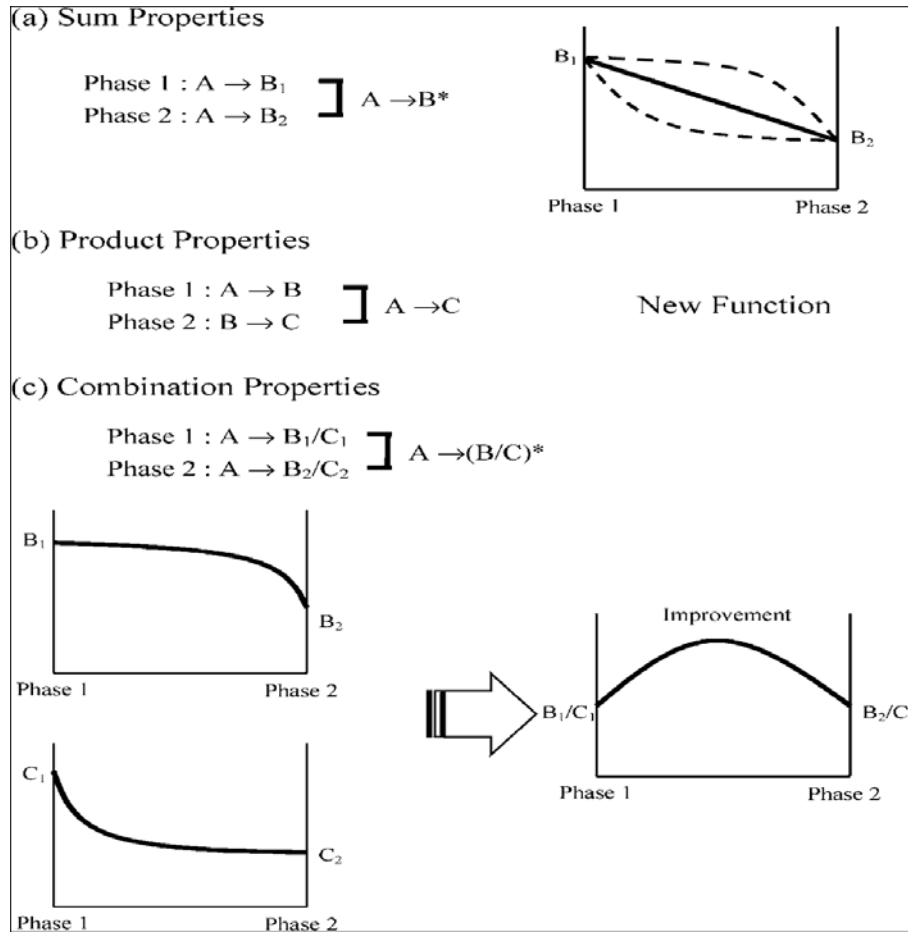 (a) Sum Properties
Phase 1 : A → B₁
Phase 2 : A → B₂
A →B*
B₁
B₂
Phase 1
Phase 2
(b) Product Properties
Phase 1 : A → B
Phase 2 : B → C
A →C
New Function
(c) Combination Properties
Phase 1 : A → B₁/C₁
Phase 2 : A → B₂/C₂
A →(B/C)*
B₁
B₂
Phase 1
Phase 2
Improvement
B₁/C₁
B₂/C
Phase 1
Phase 2
C₁
C₂
Phase 1
Phase 2